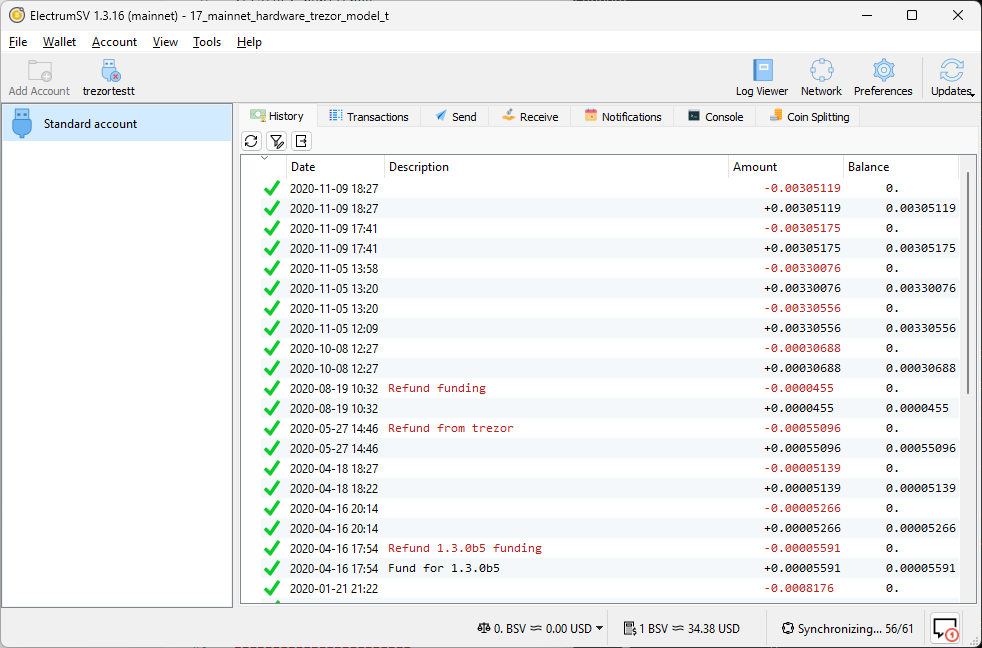 ElectrumSV 1.3.16 (mainnet) - 17_mainnet_hardware_trezor_model_t
File Wallet Account View Tools Help
Add Account trezortestt Log Viewer Network Preferences Updates
Standard account
History Transactions Send Receive Notifications Console Coin Splitting
Date Description Amount Balance
2020-11-09 18:27 -0.00305119 0.
2020-11-09 18:27 +0.00305119 0.00305119
2020-11-09 17:41 -0.00305175 0.
2020-11-09 17:41 +0.00305175 0.00305175
2020-11-05 13:58 -0.00330076 0.
2020-11-05 13:20 +0.00330076 0.00330076
2020-11-05 13:20 -0.00330556 0.
2020-11-05 12:09 +0.00330556 0.00330556
2020-10-08 12:27 -0.00030688 0.
2020-10-08 12:27 +0.00030688 0.00030688
2020-08-19 10:32 Refund funding -0.0000455 0.
2020-08-19 10:32 +0.0000455 0.0000455
2020-05-27 14:46 Refund from trezor -0.00055096 0.
2020-05-27 14:46 +0.00055096 0.00055096
2020-04-18 18:27 -0.00005139 0.
2020-04-18 18:22 +0.00005139 0.00005139
2020-04-16 20:14 -0.00005266 0.
2020-04-16 20:14 +0.00005266 0.00005266
2020-04-16 17:54 Refund 1.3.0b5 funding -0.00005591 0.
2020-04-16 17:54 Fund for 1.3.0b5 +0.00005591 0.00005591
2020-01-21 21:22 -0.0008176 0.
0. BSV ≈ 0.00 USD 1 BSV ≈ 34.38 USD Synchronizing... 56/61 1